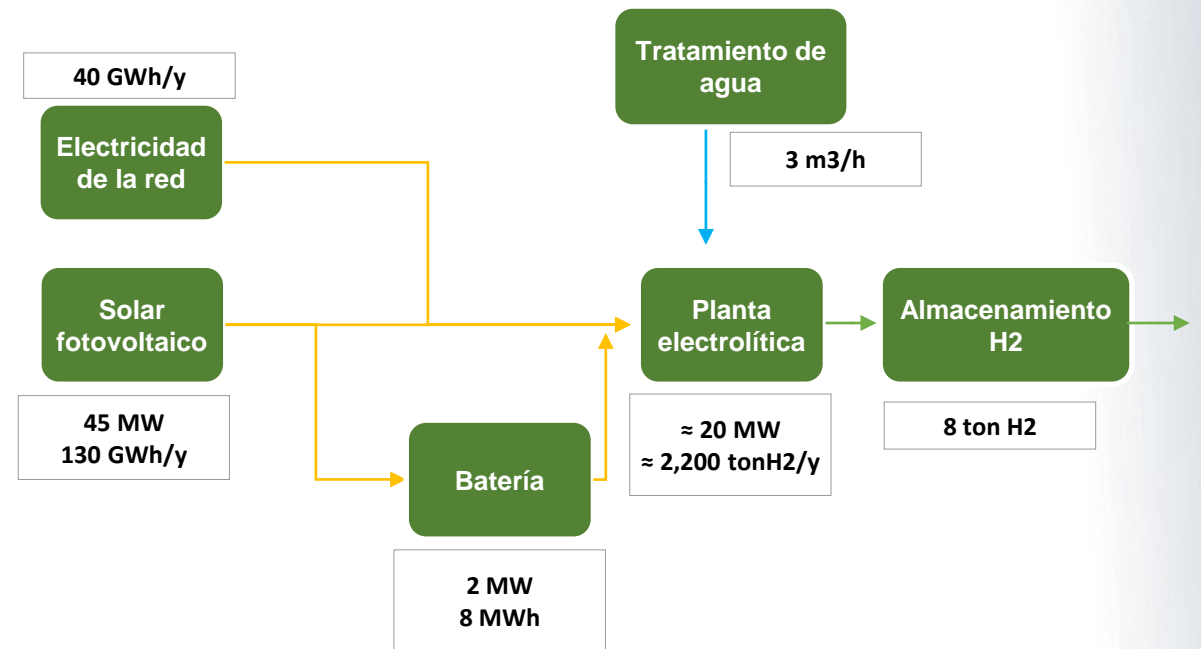 40 GWh/y
Electricidad
de la red
Tratamiento de
agua
3 m3/h
Solar
fotovoltaico
45 MW
130 GWh/y
Batería
2 MW
8 MWh
Planta
electrolítica
≈ 20 MW
≈ 2,200 tonH2/y
Almacenamiento
H2
8 ton H2